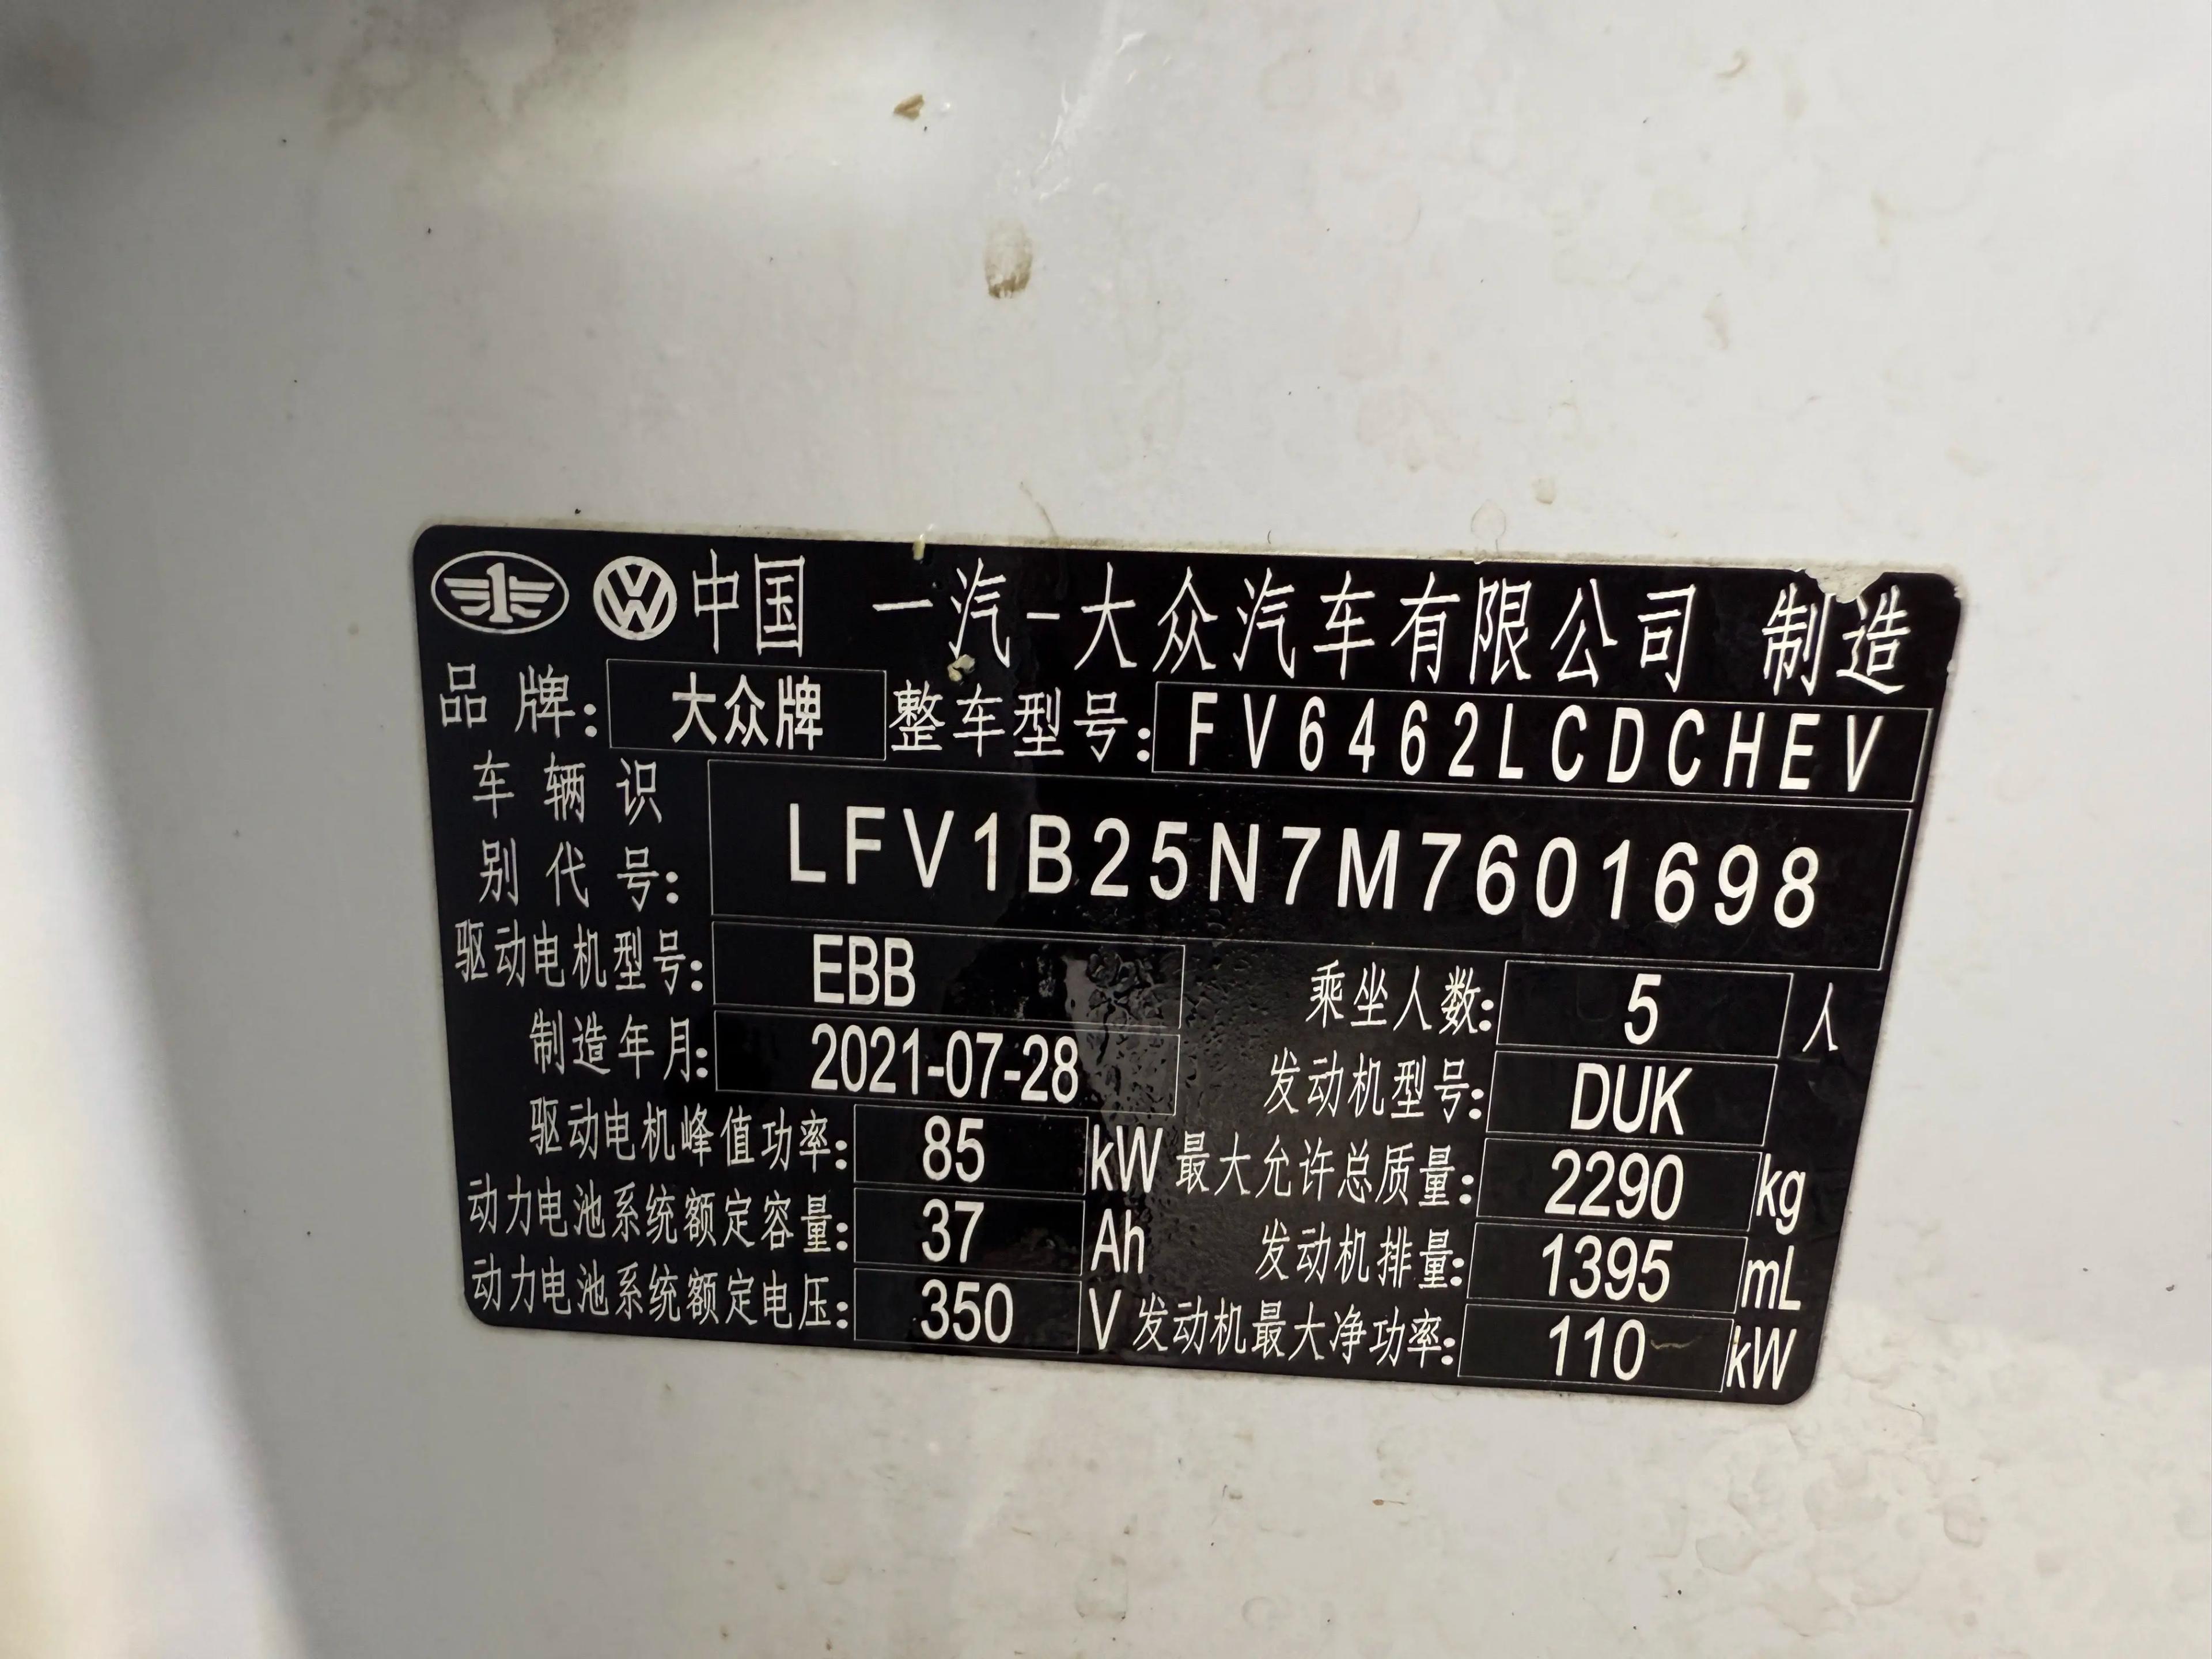 中国 一汽-大众汽车有限公司 制造
品牌: 大众牌 整车型号: FV6462LCDCHEV
车辆识别代号: LFV1B25N7M7601698
驱动电机型号: EBB 乘坐人数: 5 人
制造年月: 2021-07-28 发动机型号: DUK
驱动电机峰值功率: 85 kW 最大允许总质量: 2290 kg
动力电池系统额定容量: 37 Ah 发动机排量: 1395 mL
动力电池系统额定电压: 350 V 发动机最大净功率: 110 kW